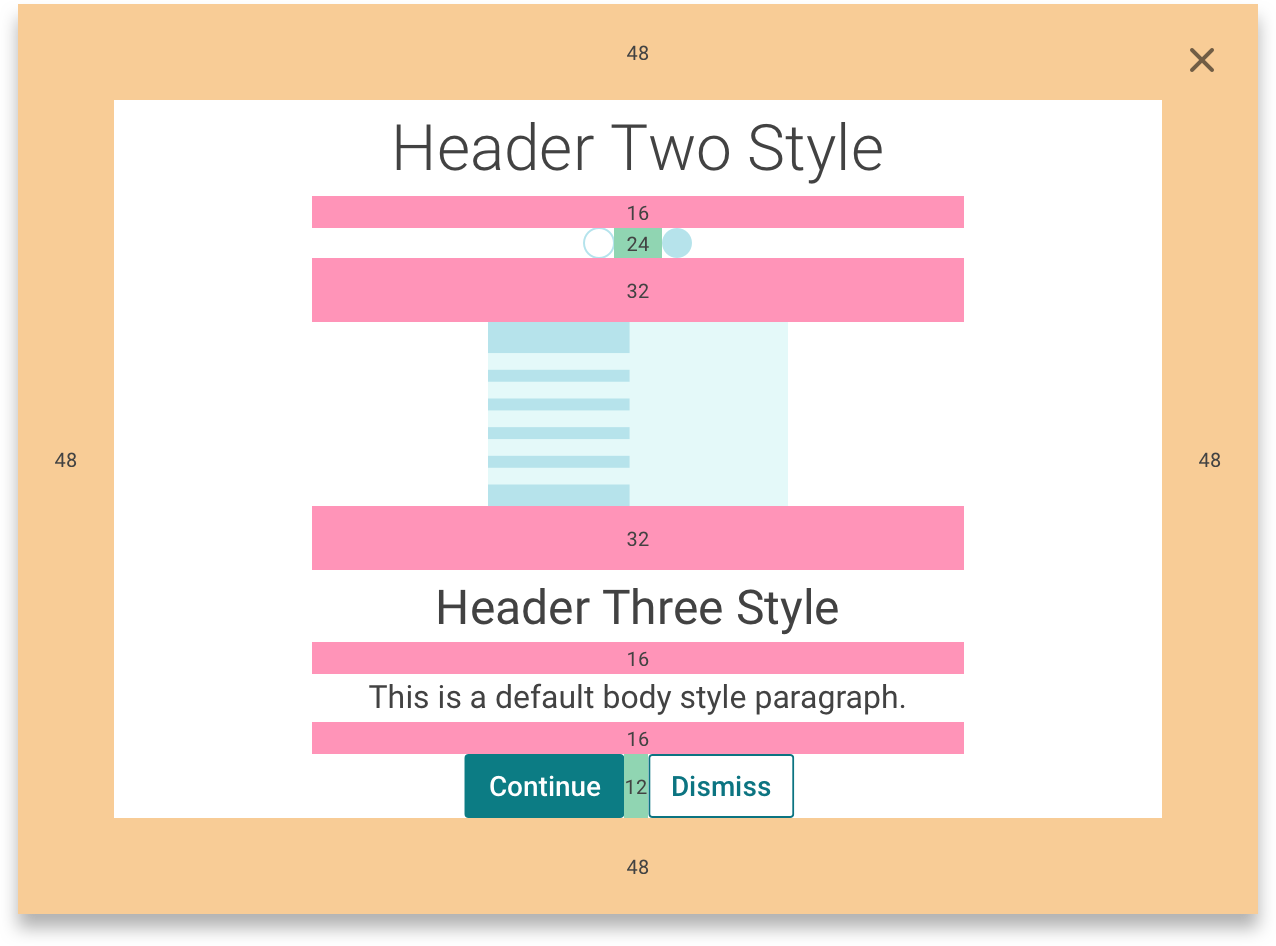 48
Header Two Style
16
24
32
48
48
32
Header Three Style
16
This is a default body style paragraph.
16
Continue 12 Dismiss
48